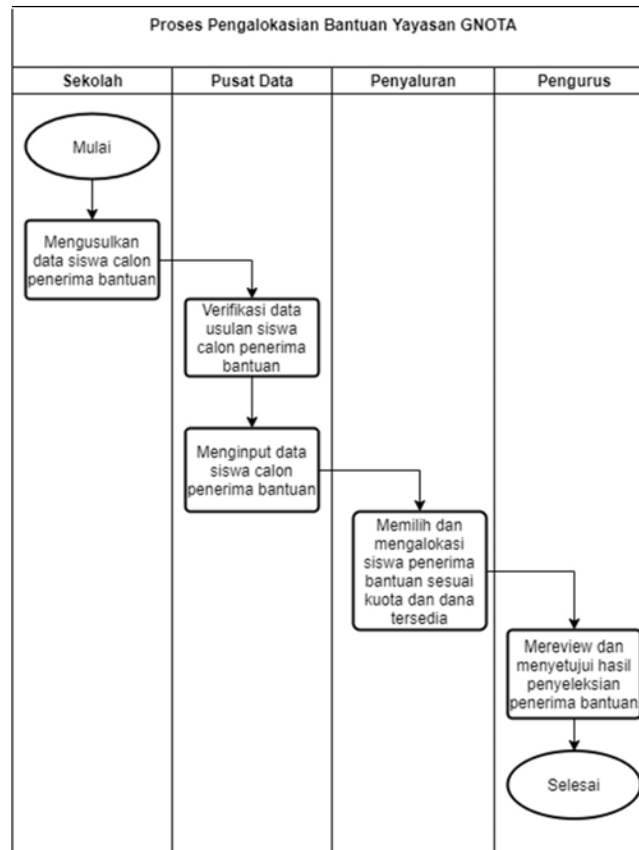 Proses Pengalokasian Bantuan Yayasan GNOTA
Sekolah
Pusat Data
Penyaluran
Pengurus
Mulai
Mengusulkan
data siswa calon
penerima bantuan
Verifikasi data
usulan siswa
calon penerima
bantuan
Menginput data
siswa calon
penerima bantuan
Memilih dan
mengalokasi
siswa penerima
bantuan sesuai
kuota dan dana
tersedia
Mereview dan
menyetujui hasil
penyeleksian
penerima bantuan
Selesai